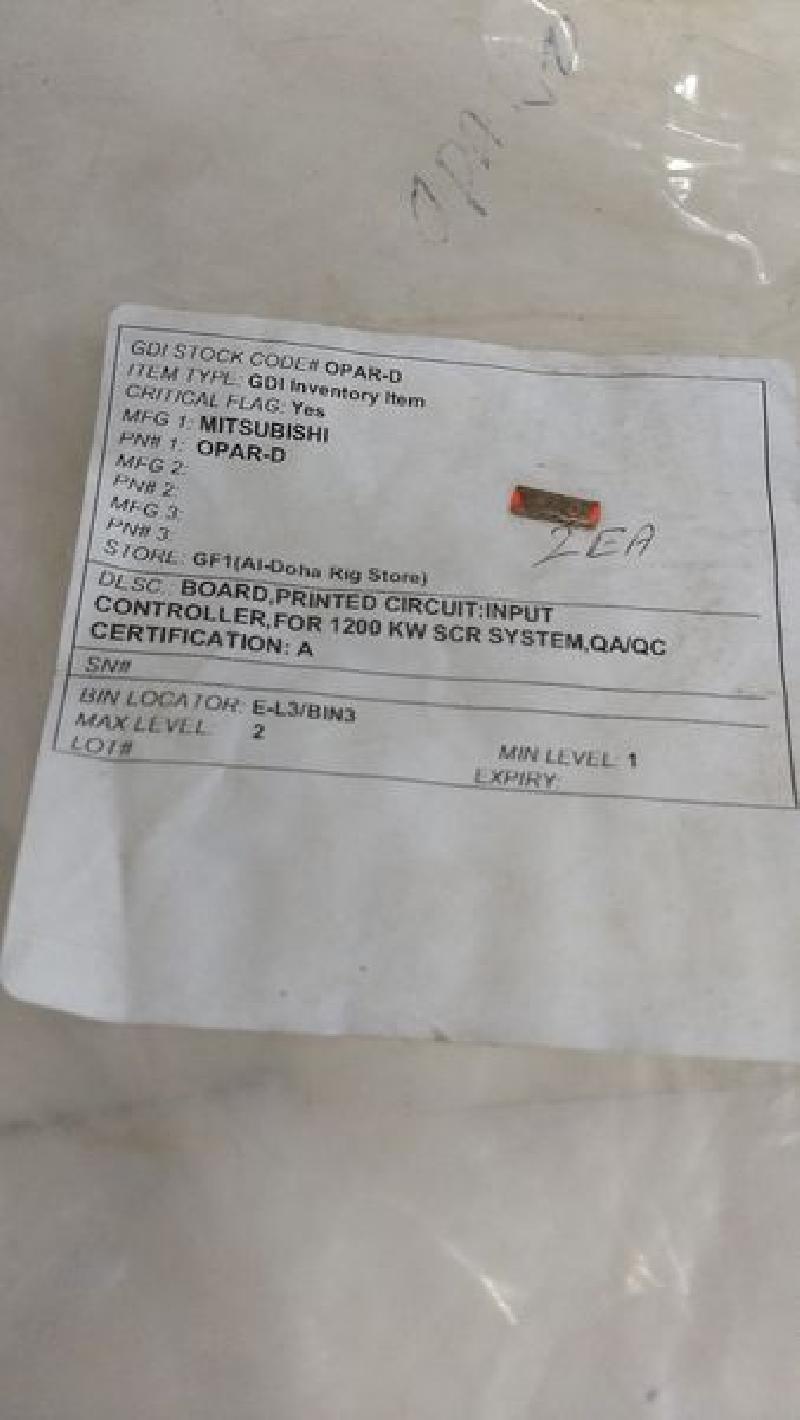 GDI STOCK CODE# OPAR-D
ITEM TYPE: GDI Inventory Item
CRITICAL FLAG: Yes
MFG 1: MITSUBISHI
PN# 1: OPAR-D
MFG 2:
PN# 2:
MFG 3:
PN# 3:
2 EA
STORE: GF1(Al-Doha Rig Store)
DESC.: BOARD,PRINTED CIRCUIT:INPUT
CONTROLLER,FOR 1200 KW SCR SYSTEM,QA/QC
CERTIFICATION: A
SN#
BIN LOCATOR: E-L3/BIN3
MAX LEVEL: 2 MIN LEVEL: 1
LOT# EXPIRY: